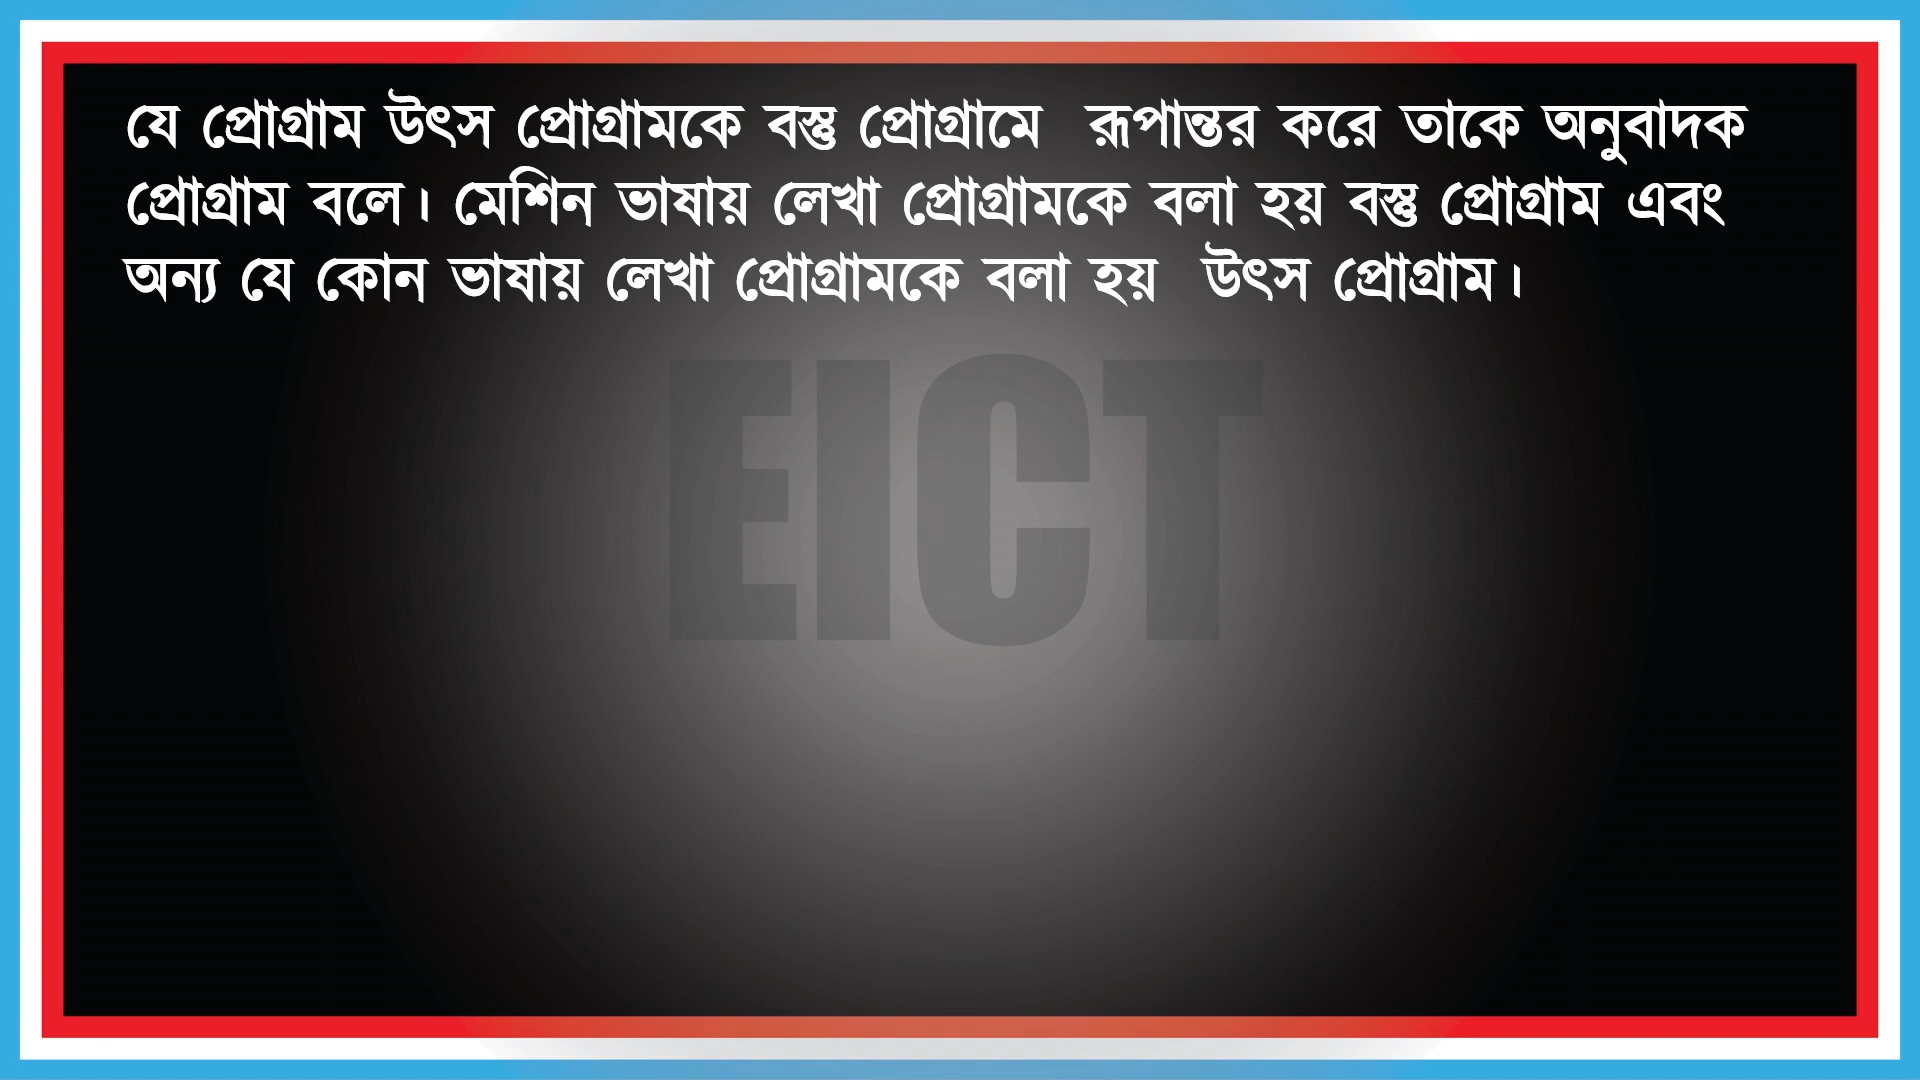 যে প্রোগ্রাম উৎস প্রোগ্রামকে বস্তু প্রোগ্রামে রূপান্তর করে তাকে অনুবাদক
প্রোগ্রাম বলে। মেশিন ভাষায় লেখা প্রোগ্রামকে বলা হয় বস্তু প্রোগ্রাম এবং
অন্য যে কোন ভাষায় লেখা প্রোগ্রামকে বলা হয় উৎস প্রোগ্রাম।
EICT